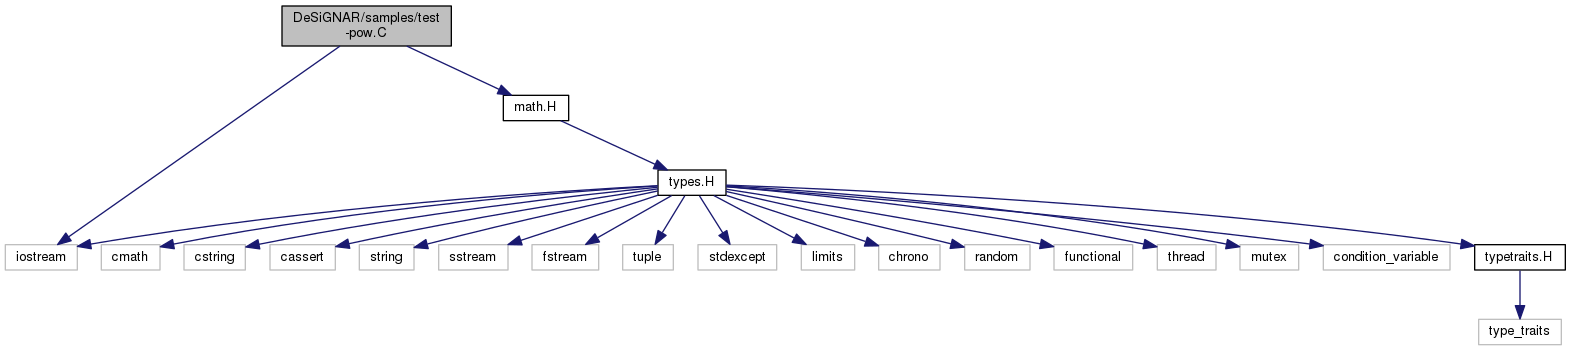 DeSiGNAR/samples/test
-pow.C
math.H
types.H
iostream
cmath
cstring
cassert
string
sstream
fstream
tuple
stdexcept
limits
chrono
random
functional
thread
mutex
condition_variable
typetraits.H
type_traits